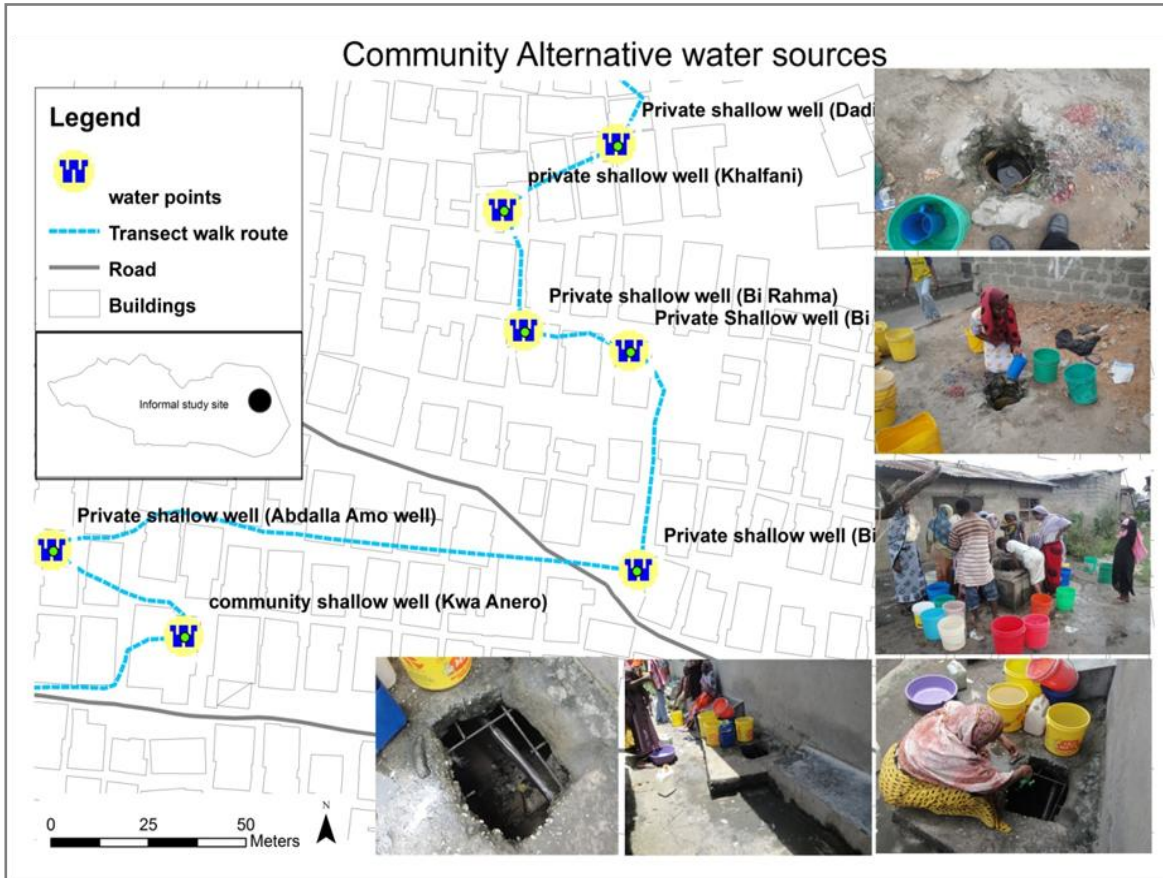 Community Alternative water sources
Legend
water points
Transect walk route
Road
Buildings
Informal study site
Private shallow well (Dadi
private shallow well (Khalfani)
Private shallow well (Bi Rahma)
Private Shallow well (Bi
Private shallow well (Abdalla Amo well)
Private shallow well (Bi
community shallow well (Kwa Anero)
0 25 50
Meters
N